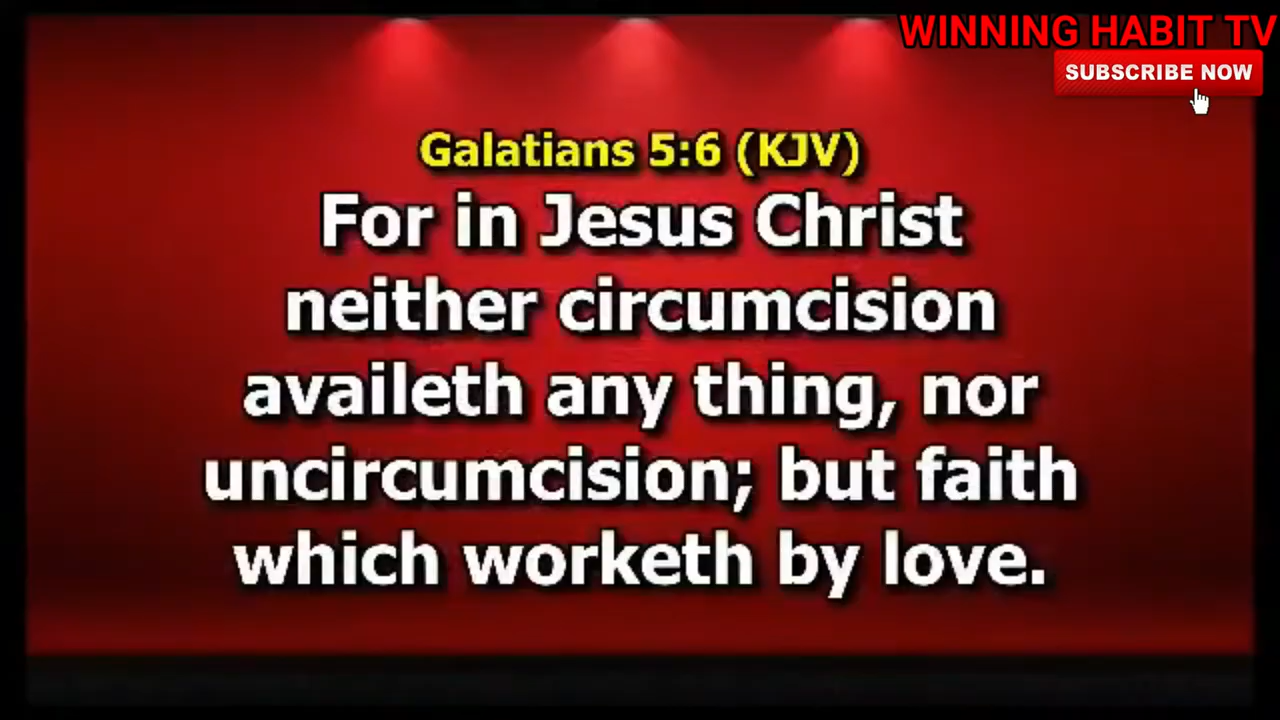 WINNING HABIT TV
SUBSCRIBE NOW
Galatians 5:6 (KJV)
For in Jesus Christ
neither circumcision
availeth any thing, nor
uncircumcision; but faith
which worketh by love.